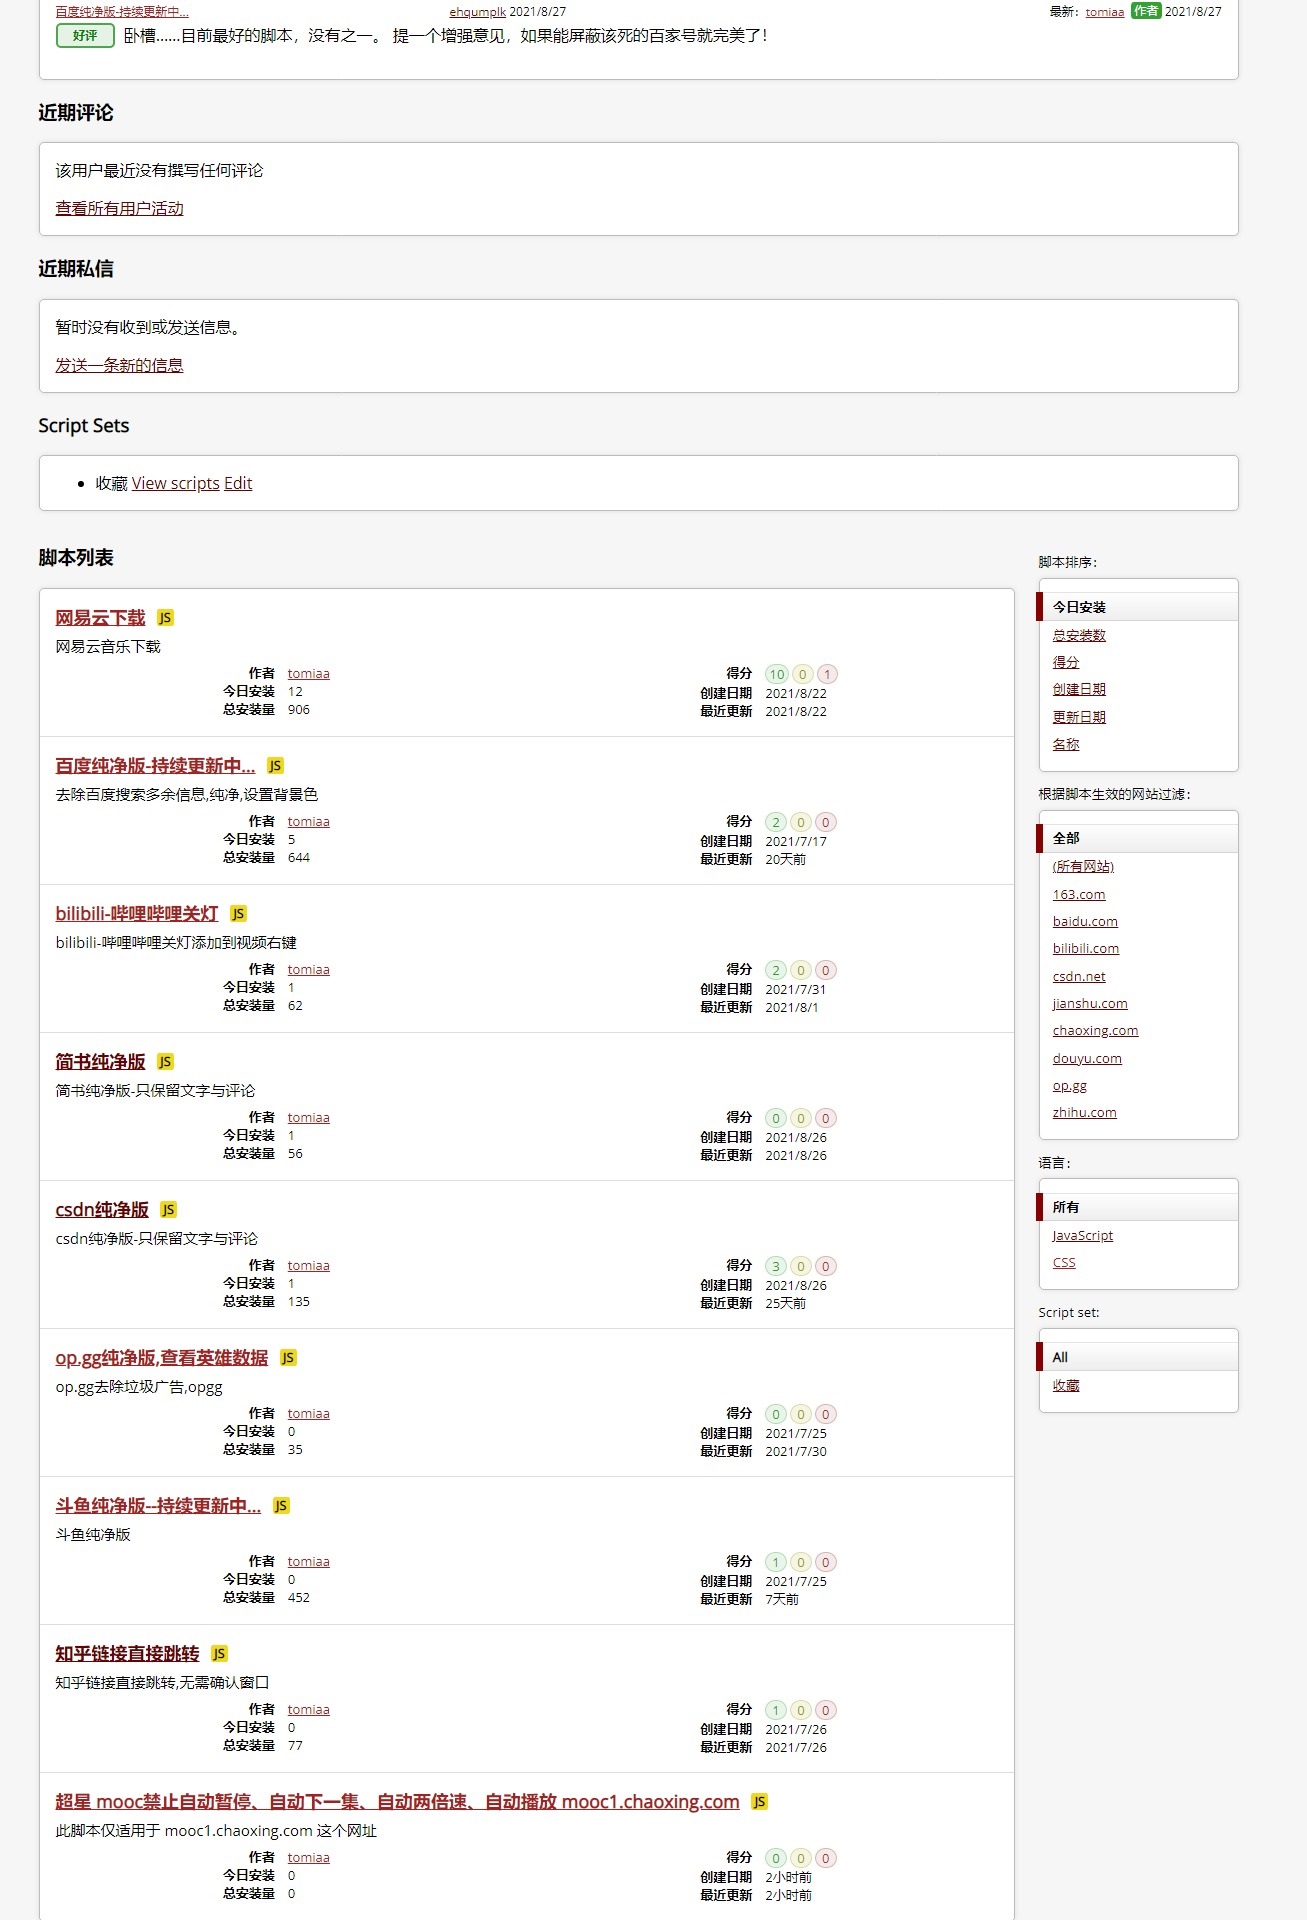 百度纯净版-持续更新中... ehqumplk 2021/8/27 最新：tomiaa 作者 2021/8/27
好评 卧槽......目前最好的脚本，没有之一。 提一个增强意见，如果能屏蔽该死的百家号就完美了！
近期评论
该用户最近没有撰写任何评论
查看所有用户活动
近期私信
暂时没有收到或发送信息。
发送一条新的信息
Script Sets
收藏 View scripts Edit
脚本列表
网易云下载 JS
网易云音乐下载
作者 tomiaa 得分 10 0 1
今日安装 12 创建日期 2021/8/22
总安装量 906 最近更新 2021/8/22
百度纯净版-持续更新中... JS
去除百度搜索多余信息,纯净,设置背景色
作者 tomiaa 得分 2 0 0
今日安装 5 创建日期 2021/7/17
总安装量 644 最近更新 20天前
bilibili-哔哩哔哩关灯 JS
bilibili-哔哩哔哩关灯添加到视频右键
作者 tomiaa 得分 2 0 0
今日安装 1 创建日期 2021/7/31
总安装量 62 最近更新 2021/8/1
简书纯净版 JS
简书纯净版-只保留文字与评论
作者 tomiaa 得分 0 0 0
今日安装 1 创建日期 2021/8/26
总安装量 56 最近更新 2021/8/26
csdn纯净版 JS
csdn纯净版-只保留文字与评论
作者 tomiaa 得分 3 0 0
今日安装 1 创建日期 2021/8/26
总安装量 135 最近更新 25天前
op.gg纯净版,查看英雄数据 JS
op.gg去除垃圾广告,opgg
作者 tomiaa 得分 0 0 0
今日安装 0 创建日期 2021/7/25
总安装量 35 最近更新 2021/7/30
斗鱼纯净版--持续更新中... JS
斗鱼纯净版
作者 tomiaa 得分 1 0 0
今日安装 0 创建日期 2021/7/25
总安装量 452 最近更新 7天前
知乎链接直接跳转 JS
知乎链接直接跳转,无需确认窗口
作者 tomiaa 得分 1 0 0
今日安装 0 创建日期 2021/7/26
总安装量 77 最近更新 2021/7/26
超星 mooc禁止自动暂停、自动下一集、自动两倍速、自动播放 mooc1.chaoxing.com JS
此脚本仅适用于 mooc1.chaoxing.com 这个网址
作者 tomiaa 得分 0 0 0
今日安装 0 创建日期 2小时前
总安装量 0 最近更新 2小时前
脚本排序：
今日安装
总安装数
得分
创建日期
更新日期
名称
根据脚本生效的网站过滤：
全部
(所有网站)
163.com
baidu.com
bilibili.com
csdn.net
jianshu.com
chaoxing.com
douyu.com
op.gg
zhihu.com
语言：
所有
JavaScript
CSS
Script set:
All
收藏